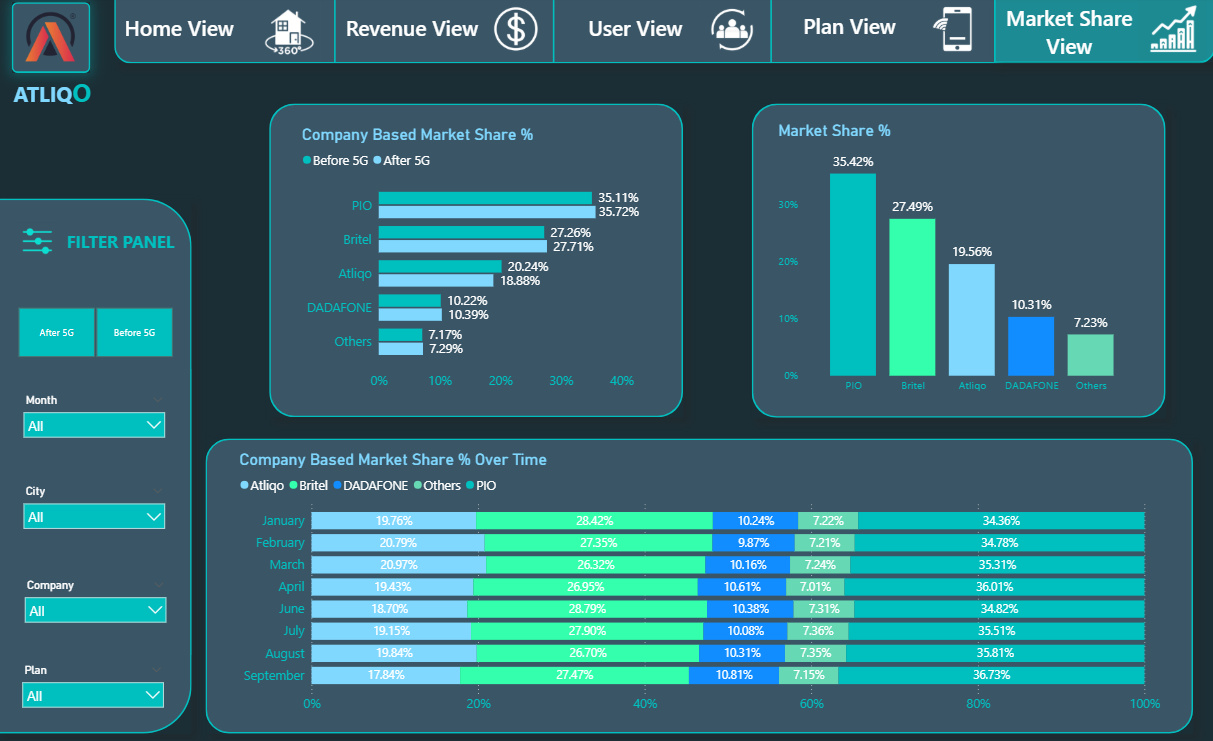 Home View
360°
Revenue View
$
User View
Plan View
Market Share
View
ATLIQO
FILTER PANEL
After 5G
Before 5G
Month
All
City
All
Company
All
Plan
All
Company Based Market Share %
Before 5G After 5G
PIO 35.11%
35.72%
Britel 27.26%
27.71%
Atliqo 20.24%
18.88%
DADAFONE 10.22%
10.39%
Others 7.17%
7.29%
0% 10% 20% 30% 40%
Market Share %
35.42%
30%
27.49%
20%
19.56%
10%
10.31%
7.23%
0%
PIO Britel Atliqo DADAFONE Others
Company Based Market Share % Over Time
Atliqo Britel DADAFONE Others PIO
January 19.76% 28.42% 10.24% 7.22% 34.36%
February 20.79% 27.35% 9.87% 7.21% 34.78%
March 20.97% 26.32% 10.16% 7.24% 35.31%
April 19.43% 26.95% 10.61% 7.01% 36.01%
June 18.70% 28.79% 10.38% 7.31% 34.82%
July 19.15% 27.90% 10.08% 7.36% 35.51%
August 19.84% 26.70% 10.31% 7.35% 35.81%
September 17.84% 27.47% 10.81% 7.15% 36.73%
0% 20% 40% 60% 80% 100%